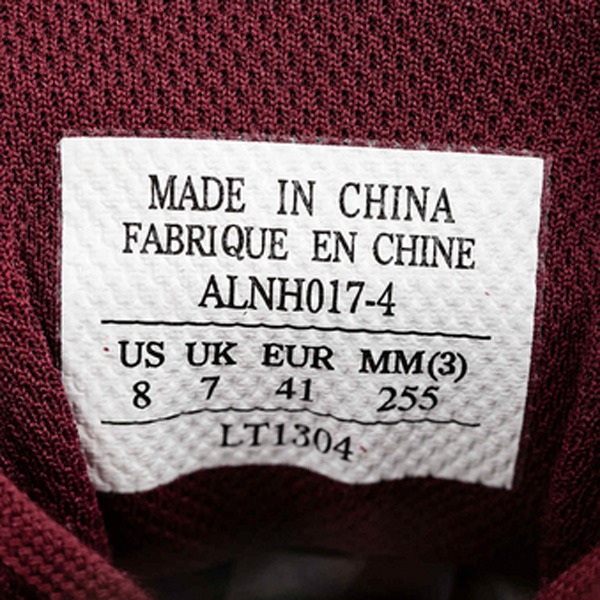 MADE IN CHINA
FABRIQUE EN CHINE
ALNH017-4
US UK EUR MM(3)
8 7 41 255
LT1304